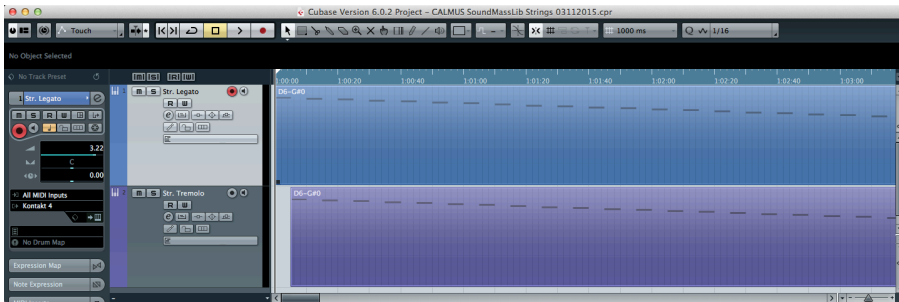 Cubase Version 6.0.2 Project - CALMUS SoundMassLib Strings 03112015.cpr
Touch 1000 ms Q 1/16
No Object Selected
No Track Preset
1:00:00 1:00:20 1:00:40 1:01:00 1:01:20 1:01:40 1:02:00 1:02:20 1:02:40 1:03:00
1 Str. Legato
m S R W
3.22
C
0.00
All MIDI Inputs
Kontakt 4
No Drum Map
Expression Map
Note Expression
m S R W
1 m S Str. Legato
R W
e
2 m S Str. Tremolo
R W
e
D6-G#0
D6-G#0